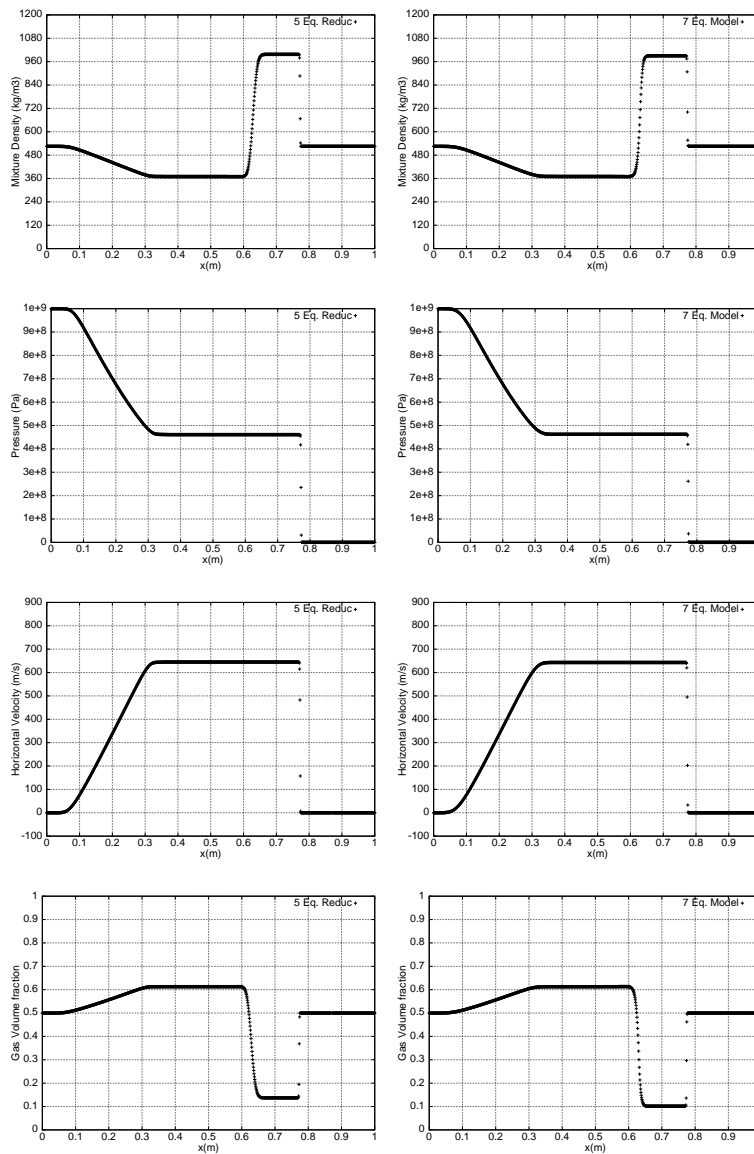 5 Eq. Reduc
1200
1080
960
840
720
600
480
360
240
120
0
Mixture Density (kg/m3)
0 0.1 0.2 0.3 0.4 0.5 0.6 0.7 0.8 0.9 1
x(m)
7 Eq. Model
1200
1080
960
840
720
600
480
360
240
120
0
Mixture Density (kg/m3)
0 0.1 0.2 0.3 0.4 0.5 0.6 0.7 0.8 0.9
x(m)
5 Eq. Reduc
1e+9
9e+8
8e+8
7e+8
6e+8
5e+8
4e+8
3e+8
2e+8
1e+8
0
Pressure (Pa)
0 0.1 0.2 0.3 0.4 0.5 0.6 0.7 0.8 0.9 1
x(m)
7 Eq. Model
1e+9
9e+8
8e+8
7e+8
6e+8
5e+8
4e+8
3e+8
2e+8
1e+8
0
Pressure (Pa)
0 0.1 0.2 0.3 0.4 0.5 0.6 0.7 0.8 0.9
x(m)
5 Eq. Reduc
900
800
700
600
500
400
300
200
100
0
-100
Horizontal Velocity (m/s)
0 0.1 0.2 0.3 0.4 0.5 0.6 0.7 0.8 0.9 1
x(m)
7 Eq. Model
900
800
700
600
500
400
300
200
100
0
-100
Horizontal Velocity (m/s)
0 0.1 0.2 0.3 0.4 0.5 0.6 0.7 0.8 0.9
x(m)
5 Eq. Reduc
1
0.9
0.8
0.7
0.6
0.5
0.4
0.3
0.2
0.1
0
Gas Volume fraction
0 0.1 0.2 0.3 0.4 0.5 0.6 0.7 0.8 0.9 1
x(m)
7 Eq. Model
1
0.9
0.8
0.7
0.6
0.5
0.4
0.3
0.2
0.1
0
Gas Volume fraction
0 0.1 0.2 0.3 0.4 0.5 0.6 0.7 0.8 0.9
x(m)